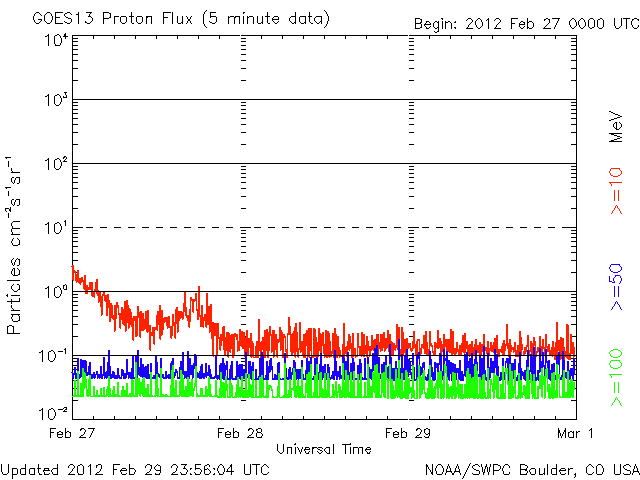 GOES13 Proton Flux (5 minute data)
Begin: 2012 Feb 27 0000 UTC
10⁴
10³
10²
10¹
10⁰
10⁻¹
10⁻²
Particles cm⁻²s⁻¹sr⁻¹
MeV
>=10
>=50
>=100
Feb 27
Feb 28
Feb 29
Mar 1
Universal Time
Updated 2012 Feb 29 23:56:04 UTC
NOAA/SWPC Boulder, CO USA